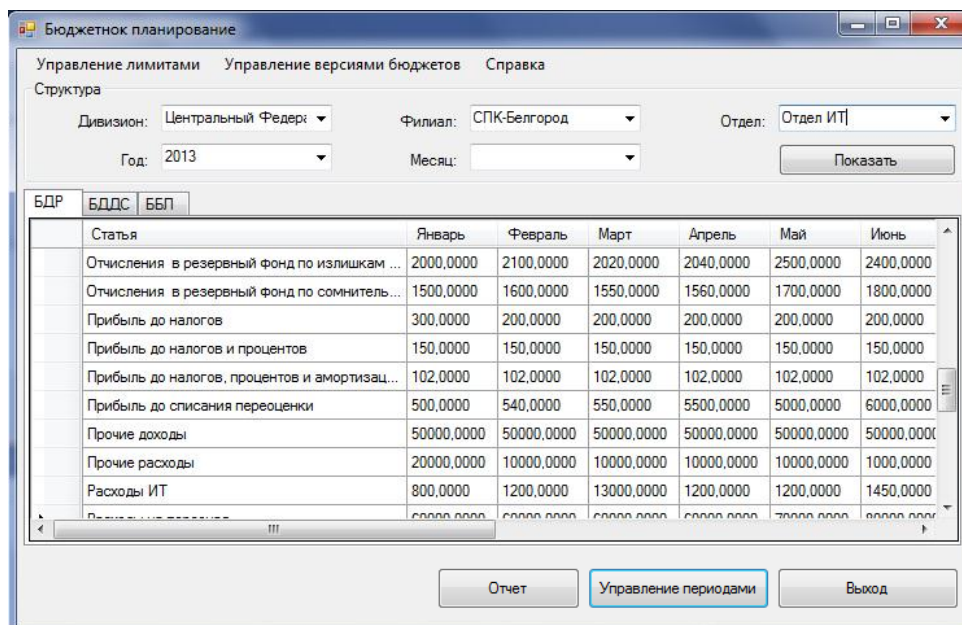 Бюджетнок планирование
Управление лимитами Управление версиями бюджетов Справка
Структура
Дивизион: Центральный Федера Филиал: СПК-Белгород Отдел: Отдел ИТ
Год: 2013 Месяц: Показать
БДР БДДС ББЛ
Статья Январь Февраль Март Апрель Май Июнь
Отчисления в резервный фонд по излишкам ... 2000,0000 2100,0000 2020,0000 2040,0000 2500,0000 2400,0000
Отчисления в резервный фонд по сомнитель... 1500,0000 1600,0000 1550,0000 1560,0000 1700,0000 1800,0000
Прибыль до налогов 300,0000 200,0000 200,0000 200,0000 200,0000 200,0000
Прибыль до налогов и процентов 150,0000 150,0000 150,0000 150,0000 150,0000 150,0000
Прибыль до налогов, процентов и амортизац... 102,0000 102,0000 102,0000 102,0000 102,0000 102,0000
Прибыль до списания переоценки 500,0000 540,0000 550,0000 5500,0000 5000,0000 6000,0000
Прочие доходы 50000,0000 50000,0000 50000,0000 50000,0000 50000,0000 50000,000
Прочие расходы 20000,0000 10000,0000 10000,0000 10000,0000 10000,0000 1000,0000
Расходы ИТ 800,0000 1200,0000 13000,0000 1200,0000 1200,0000 1450,0000
Отчет Управление периодами Выход